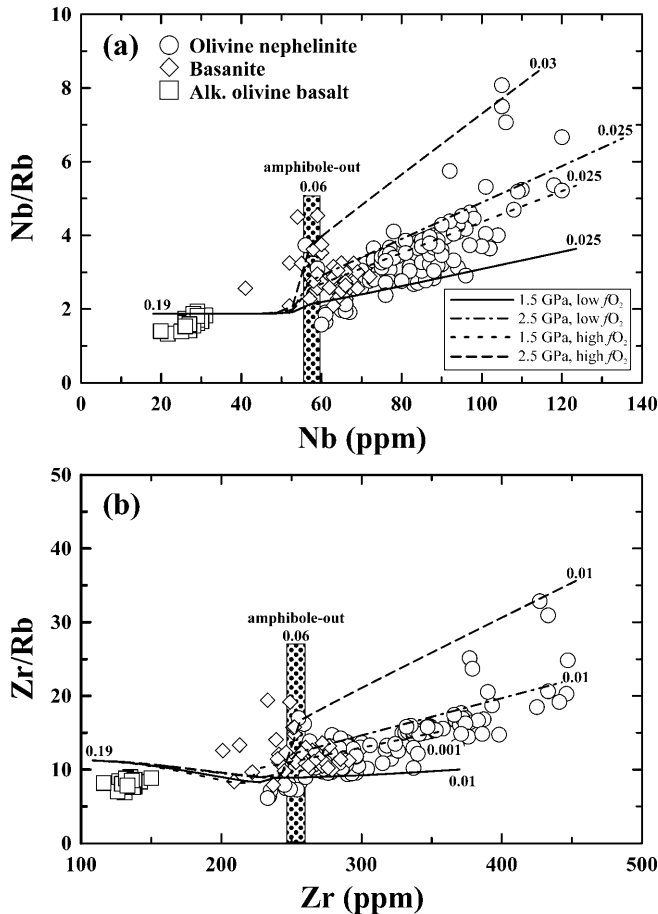 10
8
6
4
2
0
Nb/Rb
(a)
Olivine nephelinite
Basanite
Alk. olivine basalt
amphibole-out
0.06
0.19
0.03
0.025
0.025
0.025
1.5 GPa, low fO₂
2.5 GPa, low fO₂
1.5 GPa, high fO₂
2.5 GPa, high fO₂
0 20 40 60 80 100 120 140
Nb (ppm)
50
40
30
20
10
0
Zr/Rb
(b)
amphibole-out
0.06
0.19
0.01
0.01
0.001
0.01
100 200 300 400 500
Zr (ppm)